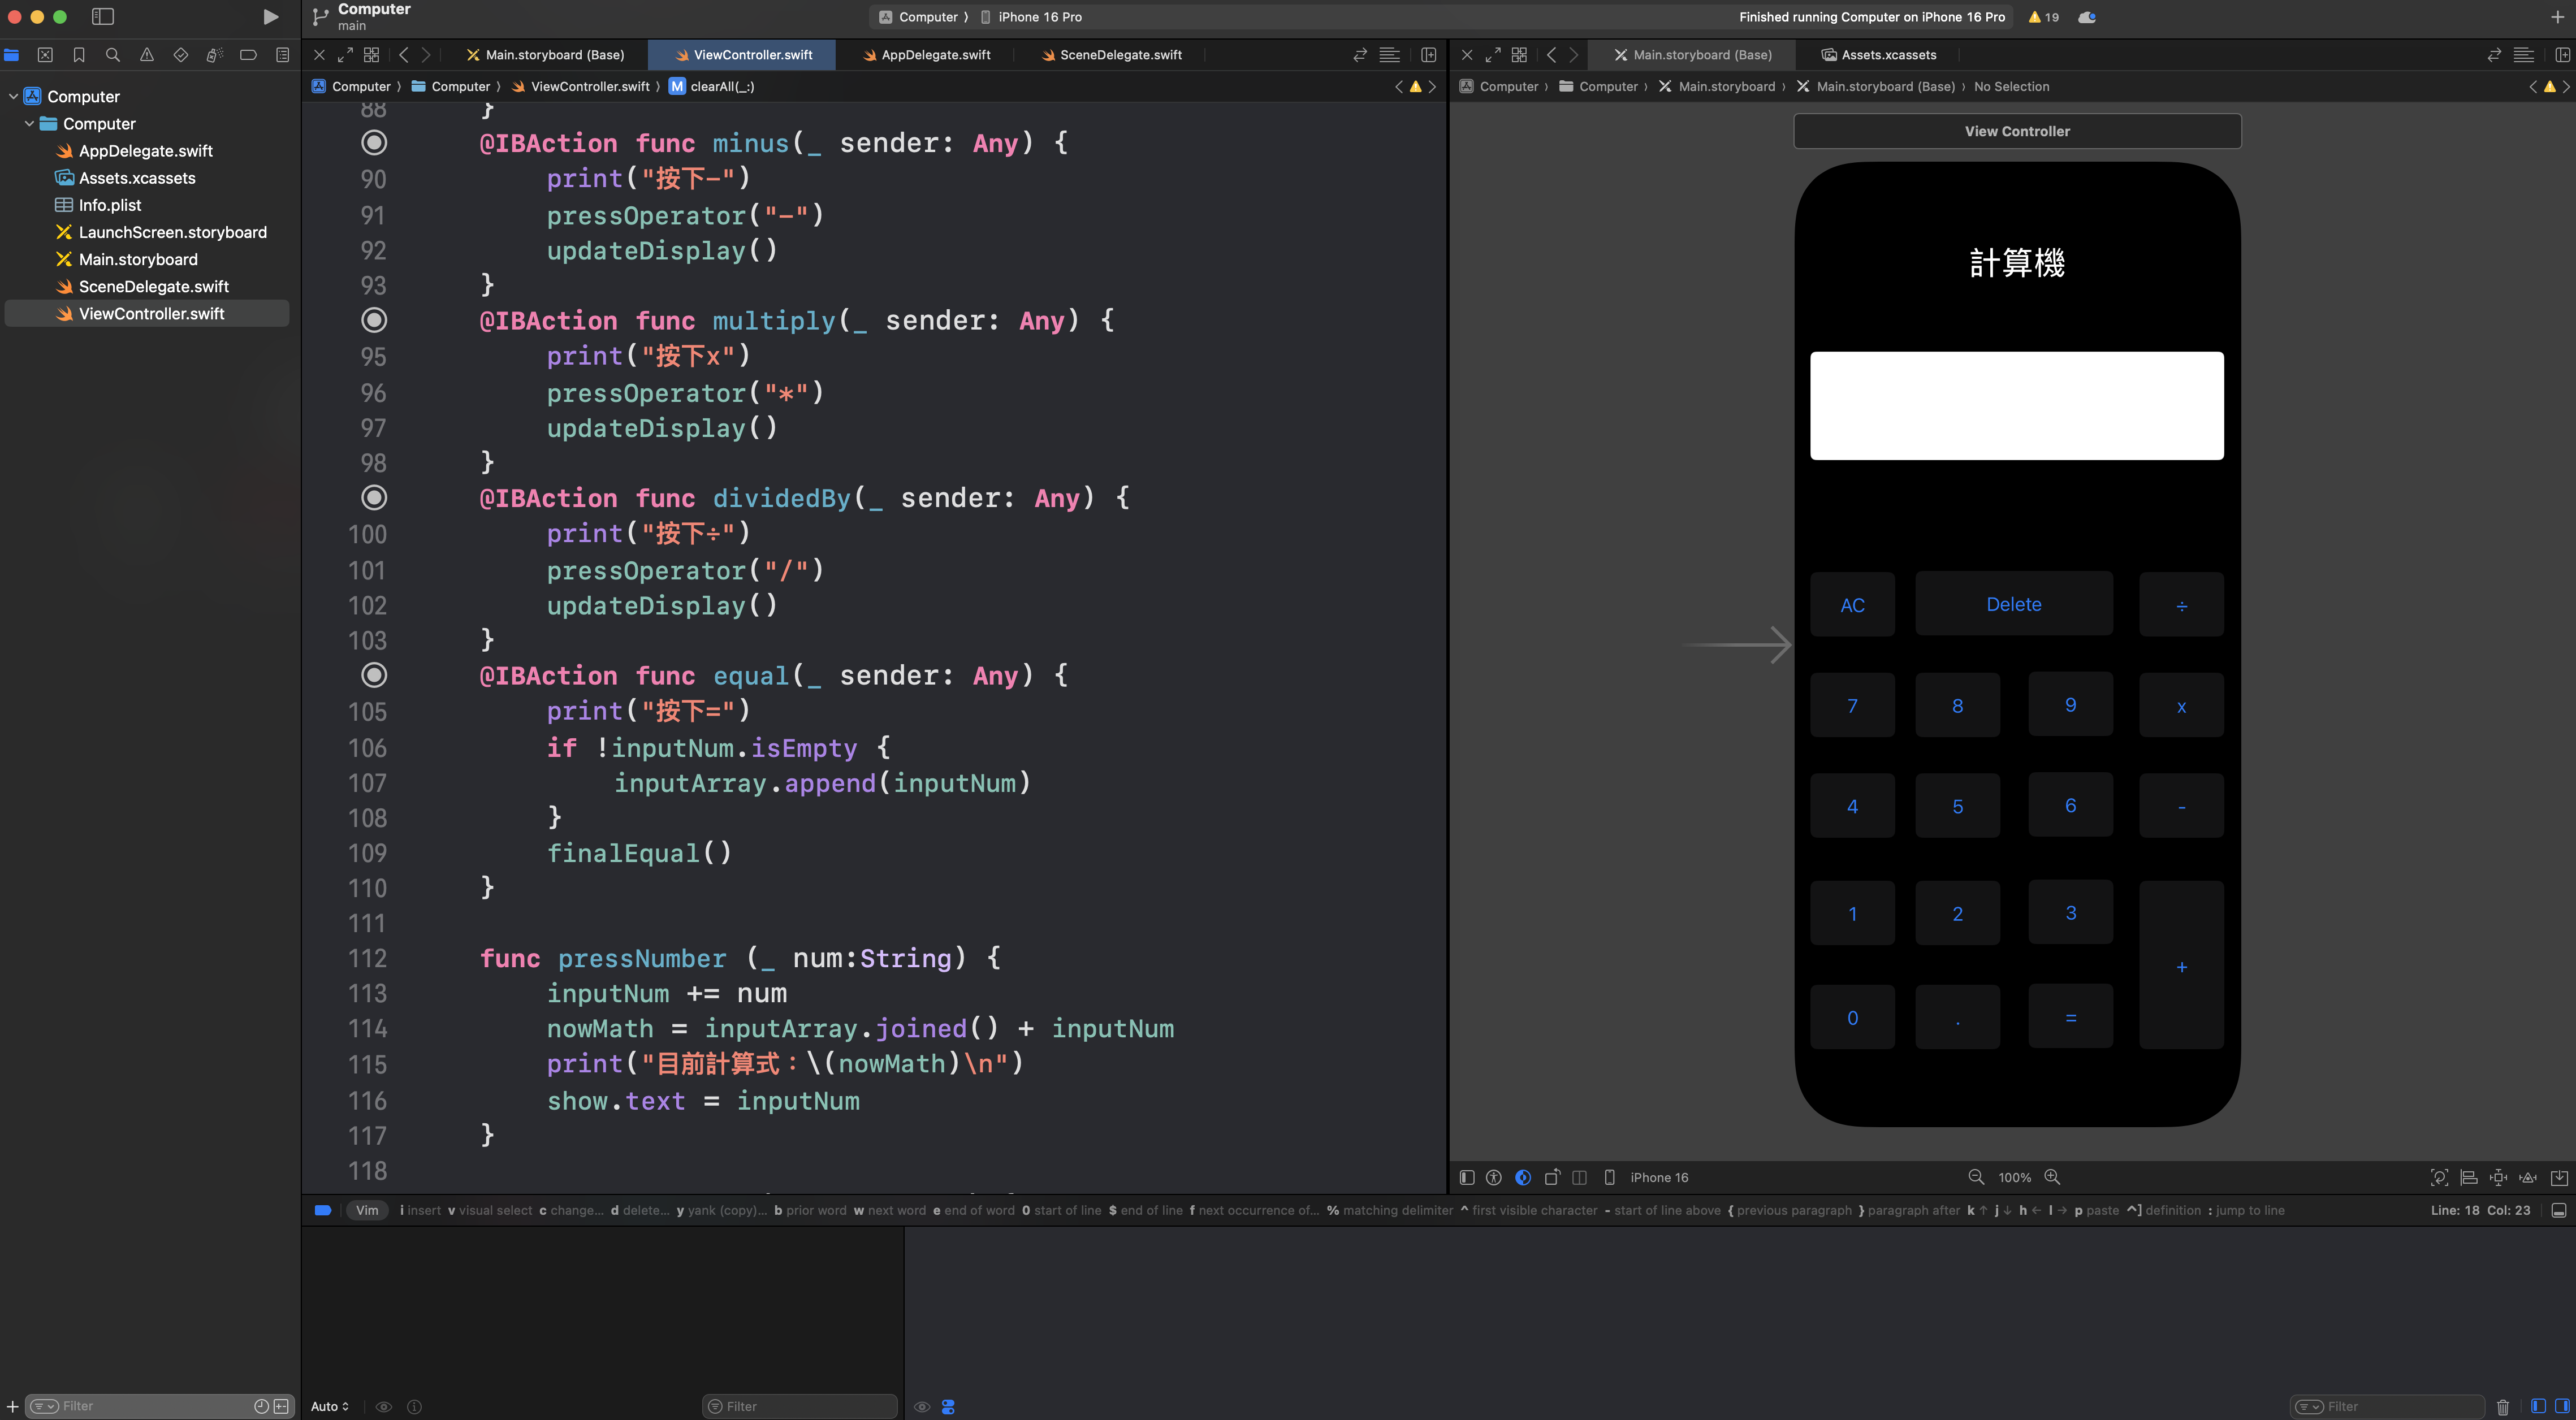 Computer
main
Computer 〉 iPhone 16 Pro
Finished running Computer on iPhone 16 Pro
19
Main.storyboard (Base)
ViewController.swift
AppDelegate.swift
SceneDelegate.swift
Main.storyboard (Base)
Assets.xcassets
Computer 〉 Computer 〉 ViewController.swift 〉 M clearAll(_:)
Computer 〉 Computer 〉 Main.storyboard 〉 Main.storyboard (Base) 〉 No Selection
Computer
Computer
AppDelegate.swift
Assets.xcassets
Info.plist
LaunchScreen.storyboard
Main.storyboard
SceneDelegate.swift
ViewController.swift
88 }
@IBAction func minus(_ sender: Any) {
90 print("按下−")
91 pressOperator("-")
92 updateDisplay()
93 }
@IBAction func multiply(_ sender: Any) {
95 print("按下x")
96 pressOperator("*")
97 updateDisplay()
98 }
@IBAction func dividedBy(_ sender: Any) {
100 print("按下÷")
101 pressOperator("/")
102 updateDisplay()
103 }
@IBAction func equal(_ sender: Any) {
105 print("按下=")
106 if !inputNum.isEmpty {
107 inputArray.append(inputNum)
108 }
109 finalEqual()
110 }
111
112 func pressNumber (_ num:String) {
113 inputNum += num
114 nowMath = inputArray.joined() + inputNum
115 print("目前計算式：\(nowMath)\n")
116 show.text = inputNum
117 }
118
View Controller
計算機
AC Delete ÷
7 8 9 x
4 5 6 -
1 2 3
+
0 . =
iPhone 16
100%
Vim i insert v visual select c change... d delete... y yank (copy)... b prior word w next word e end of word 0 start of line $ end of line f next occurrence of... % matching delimiter ^ first visible character - start of line above { previous paragraph } paragraph after k ↑ j ↓ h ← l → p paste ^] definition : jump to line
Line: 18 Col: 23
Filter
Auto
Filter
Filter